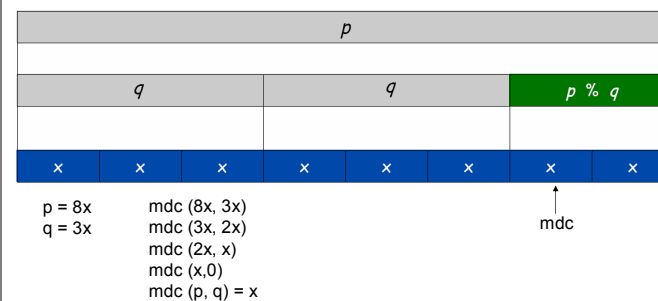 p
q q p % q
x x x x x x x x
p = 8x mdc (8x, 3x)
q = 3x mdc (3x, 2x)
mdc (2x, x)
mdc (x,0)
mdc (p, q) = x
mdc